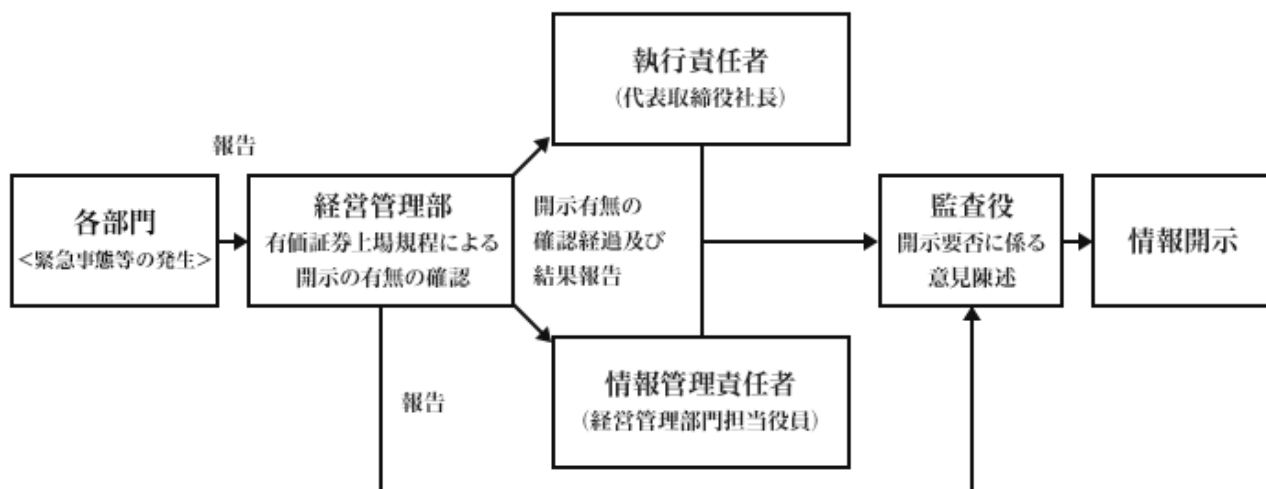 執行責任者
（代表取締役社長）
報告
各部門
＜緊急事態等の発生＞
経営管理部
有価証券上場規程による
開示の有無の確認
開示有無の
確認経過及び
結果報告
監査役
開示要否に係る
意見陳述
情報開示
情報管理責任者
（経営管理部門担当役員）
報告